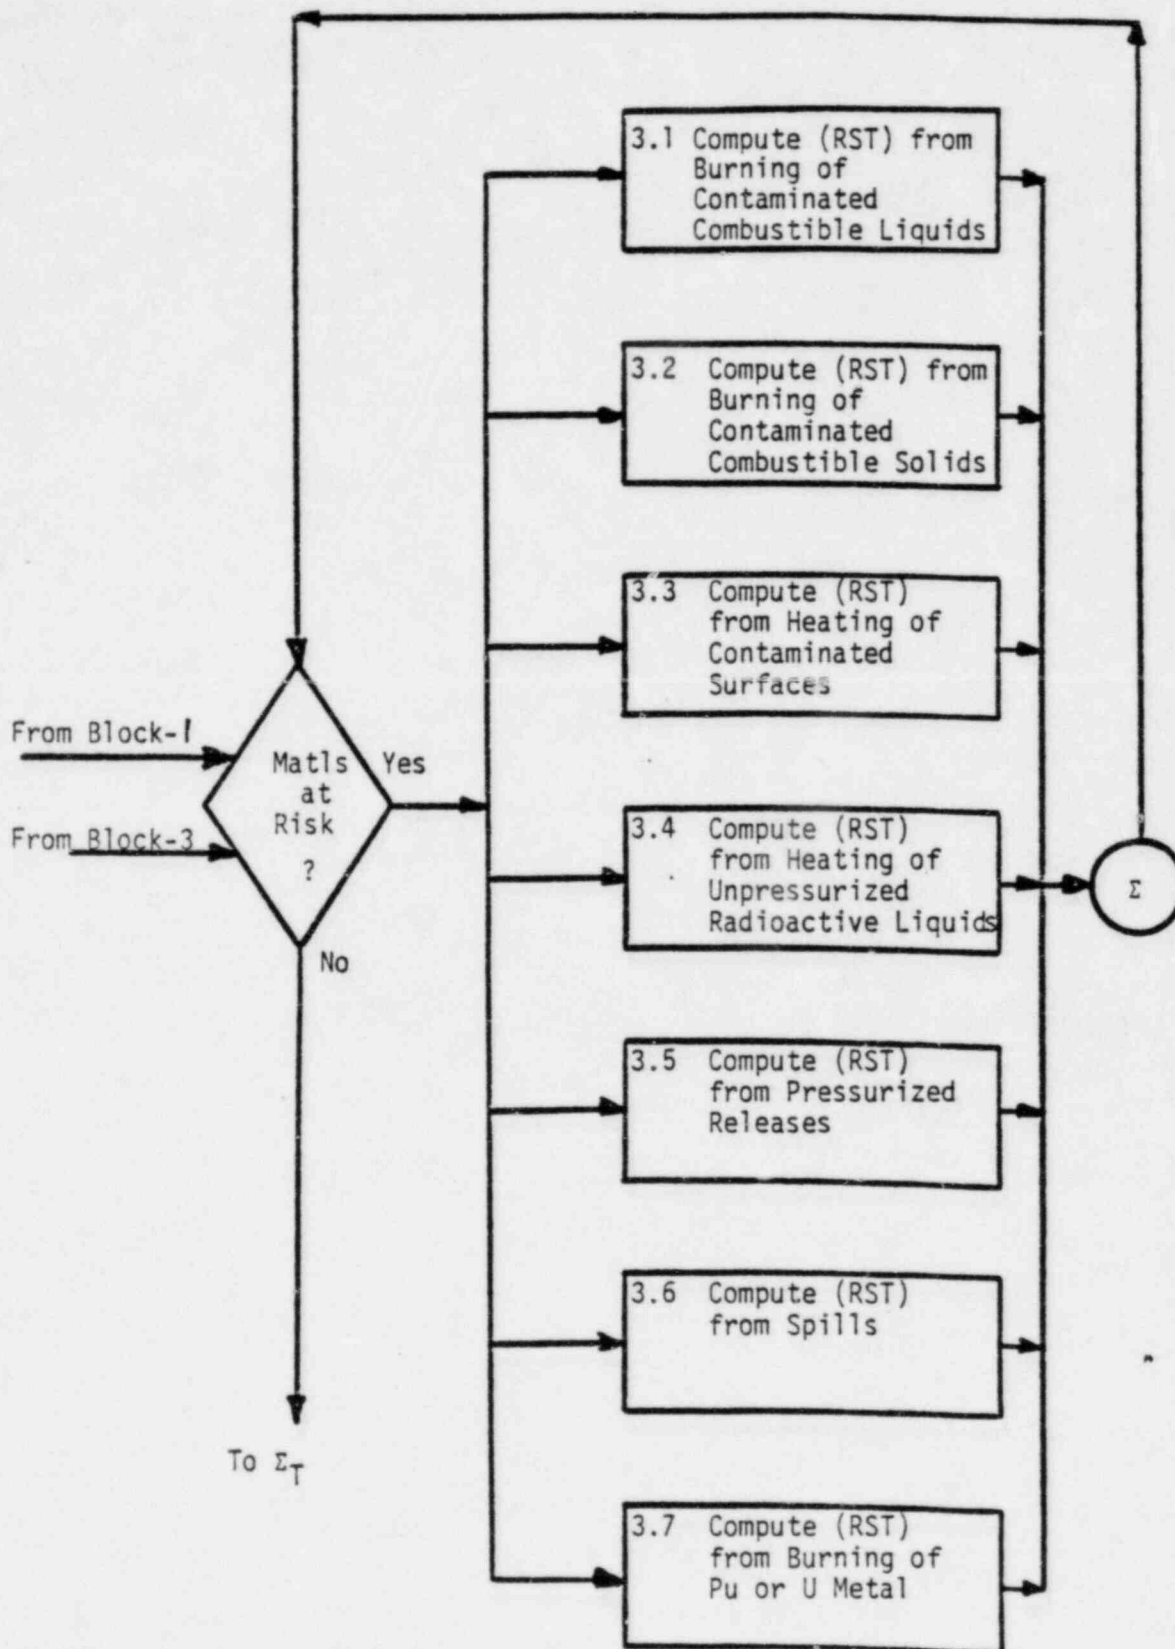 3.1 Compute (RST) from
Burning of
Contaminated
Combustible Liquids
3.2 Compute (RST) from
Burning of
Contaminated
Combustible Solids
3.3 Compute (RST)
from Heating of
Contaminated
Surfaces
From Block-1
Matls
at
Risk
?
Yes
From Block-3
No
3.4 Compute (RST)
from Heating of
Unpressurized
Radioactive Liquids
Σ
3.5 Compute (RST)
from Pressurized
Releases
3.6 Compute (RST)
from Spills
To ΣT
3.7 Compute (RST)
from Burning of
Pu or U Metal